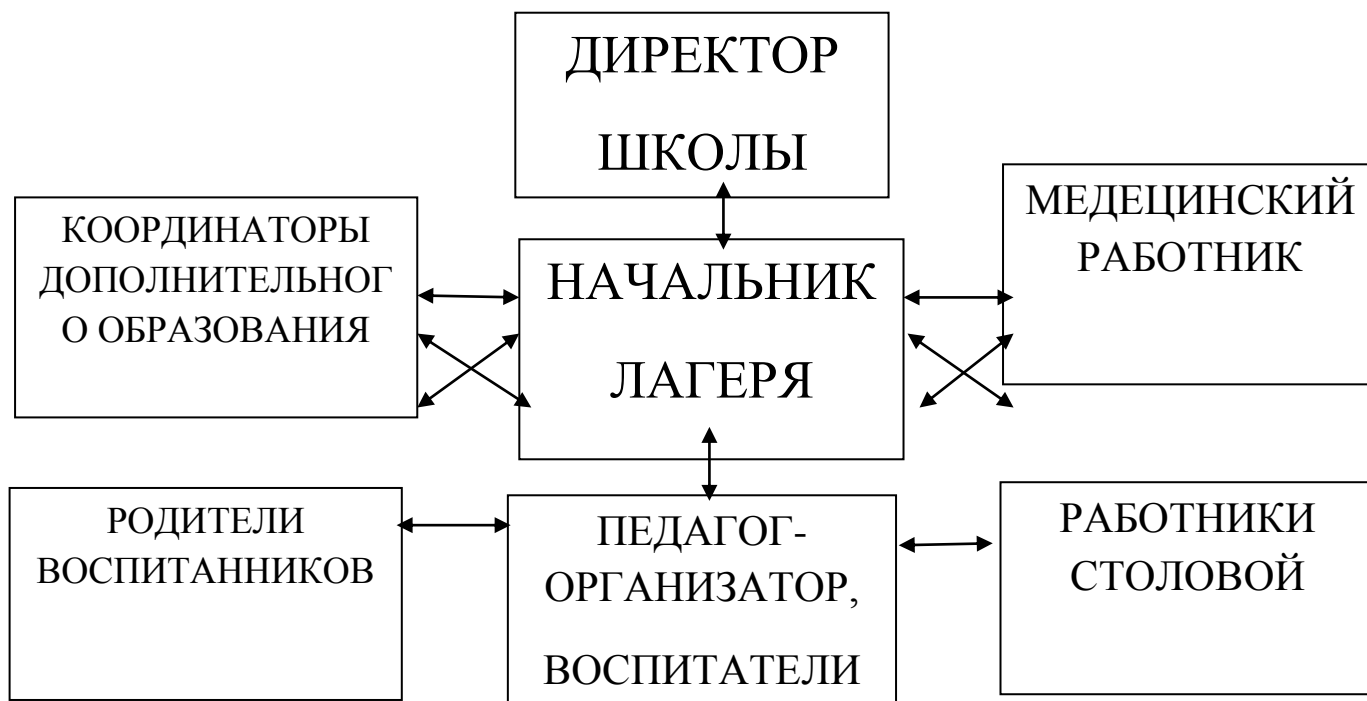 ДИРЕКТОР
ШКОЛЫ
КООРДИНАТОРЫ
ДОПОЛНИТЕЛЬНОГ
О ОБРАЗОВАНИЯ
НАЧАЛЬНИК
ЛАГЕРЯ
МЕДЕЦИНСКИЙ
РАБОТНИК
РОДИТЕЛИ
ВОСПИТАННИКОВ
ПЕДАГОГ-
ОРГАНИЗАТОР,
ВОСПИТАТЕЛИ
РАБОТНИКИ
СТОЛОВОЙ